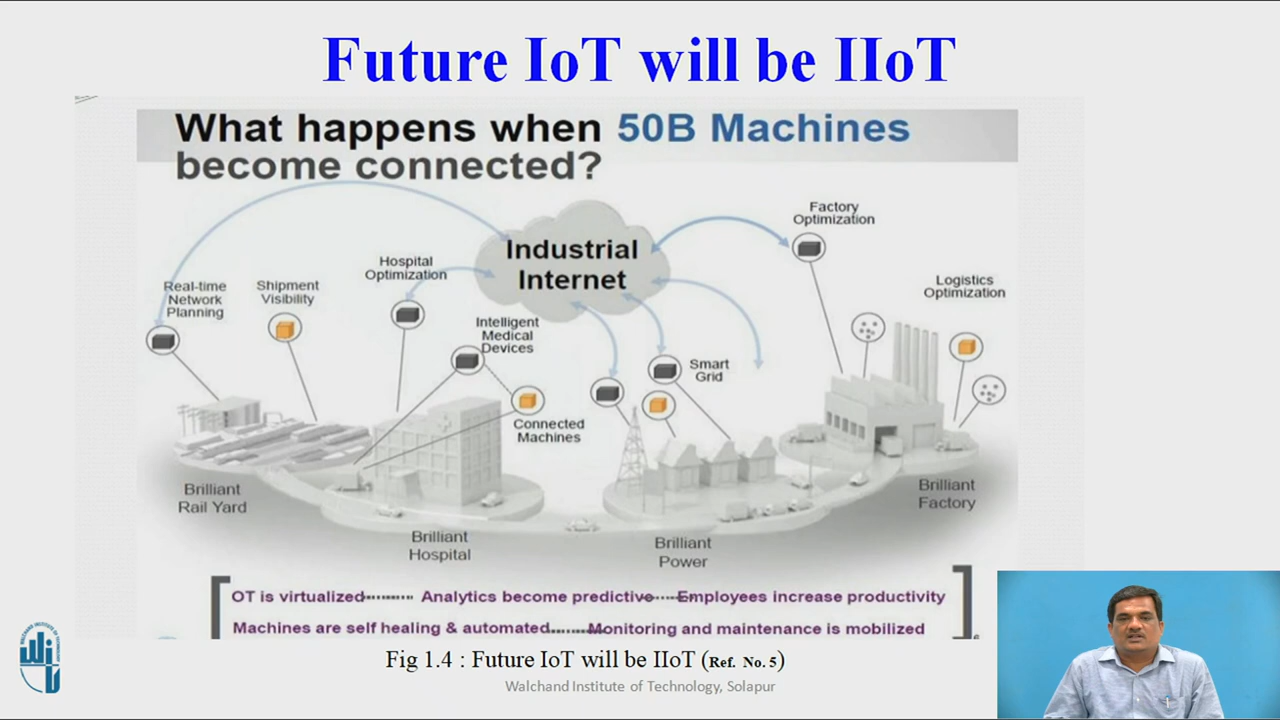 Future IoT will be IIoT
What happens when 50B Machines
become connected?
Industrial
Internet
Real-time
Network
Planning
Shipment
Visibility
Hospital
Optimization
Intelligent
Medical
Devices
Connected
Machines
Smart
Grid
Factory
Optimization
Logistics
Optimization
Brilliant
Rail Yard
Brilliant
Hospital
Brilliant
Power
Brilliant
Factory
OT is virtualized Analytics become predictive Employees increase productivity
Machines are self healing & automated Monitoring and maintenance is mobilized
Fig 1.4 : Future IoT will be IIoT (Ref. No. 5)
Walchand Institute of Technology, Solapur